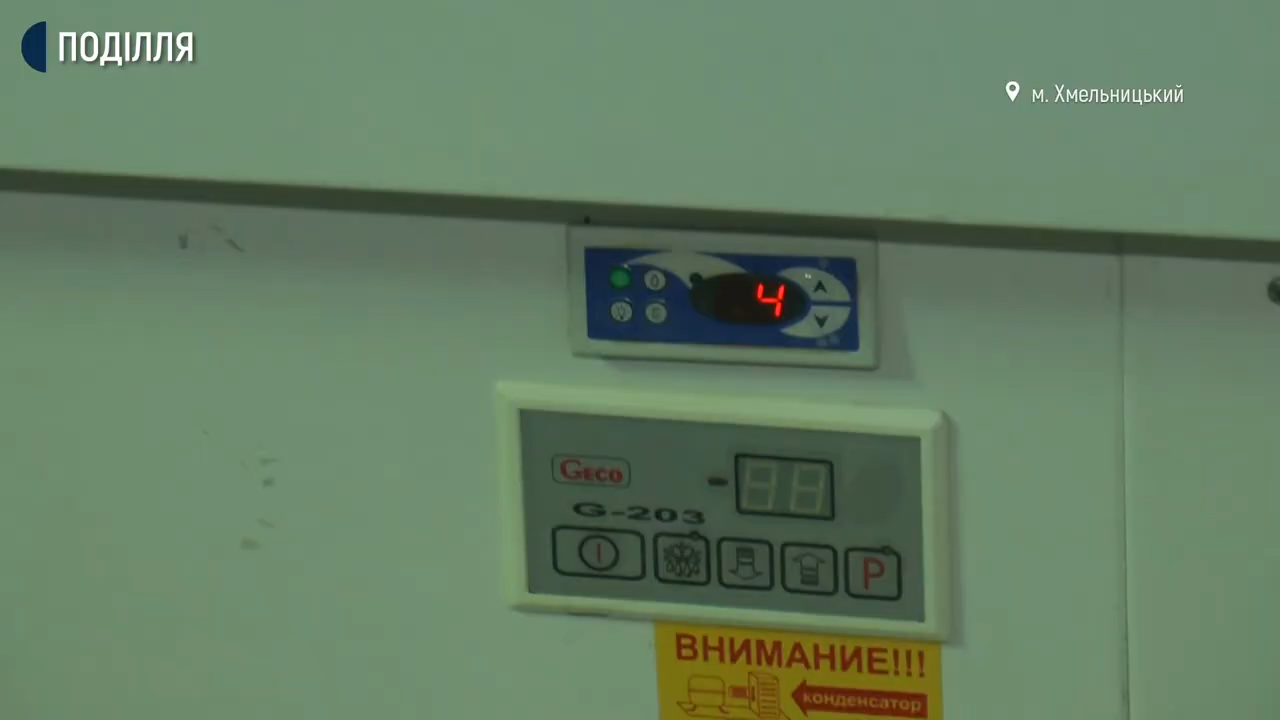 ПОДІЛЛЯ
м. Хмельницький
4
GECO
G-203
P
ВНИМАНИЕ!!!
конденсатор